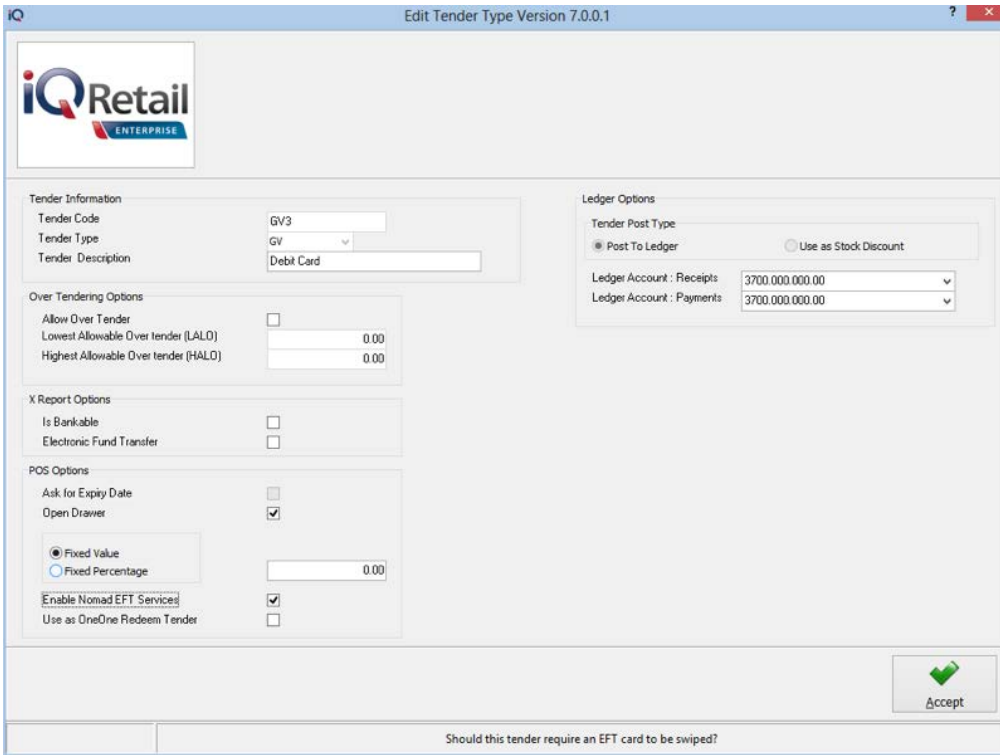 iQ
Edit Tender Type Version 7.0.0.1
?
×
iQ Retail
ENTERPRISE
Tender Information
Tender Code
GV3
Tender Type
GV
Tender Description
Debit Card
Over Tendering Options
Allow Over Tender
Lowest Allowable Over tender (LALO)
0.00
Highest Allowable Over tender (HALO)
0.00
X Report Options
Is Bankable
Electronic Fund Transfer
POS Options
Ask for Expiry Date
Open Drawer
Fixed Value
Fixed Percentage
0.00
Enable Nomad EFT Services
Use as OneOne Redeem Tender
Ledger Options
Tender Post Type
Post To Ledger
Use as Stock Discount
Ledger Account : Receipts
3700.000.000.00
Ledger Account : Payments
3700.000.000.00
Accept
Should this tender require an EFT card to be swiped?